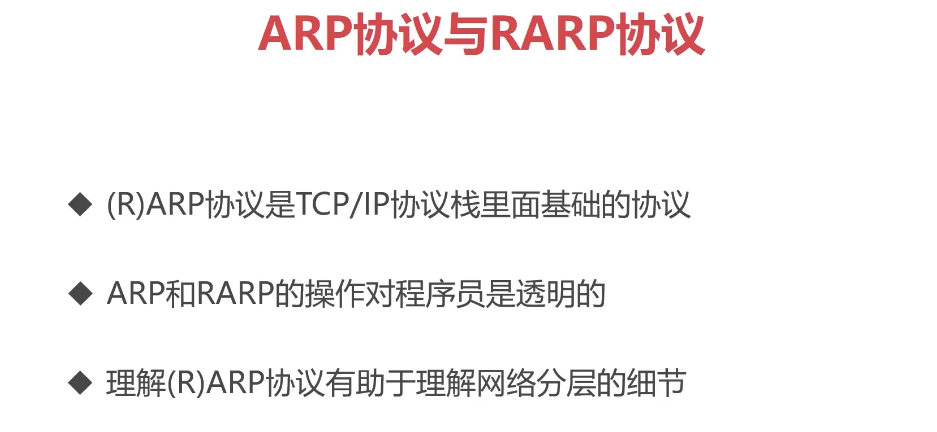 ARP协议与RARP协议
◆ (R)ARP协议是TCP/IP协议栈里面基础的协议
◆ ARP和RARP的操作对程序员是透明的
◆ 理解(R)ARP协议有助于理解网络分层的细节